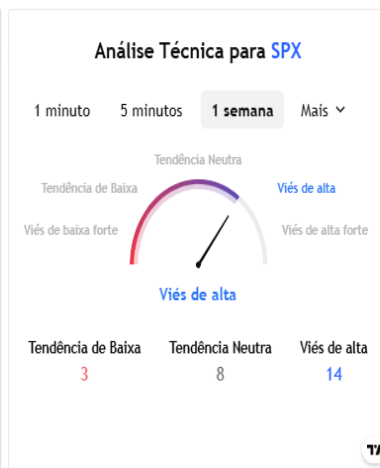 Análise Técnica para SPX
1 minuto 5 minutos 1 semana Mais
Tendência Neutra
Tendência de Baixa Viés de alta
Viés de baixa forte Viés de alta forte
Viés de alta
Tendência de Baixa Tendência Neutra Viés de alta
3 8 14